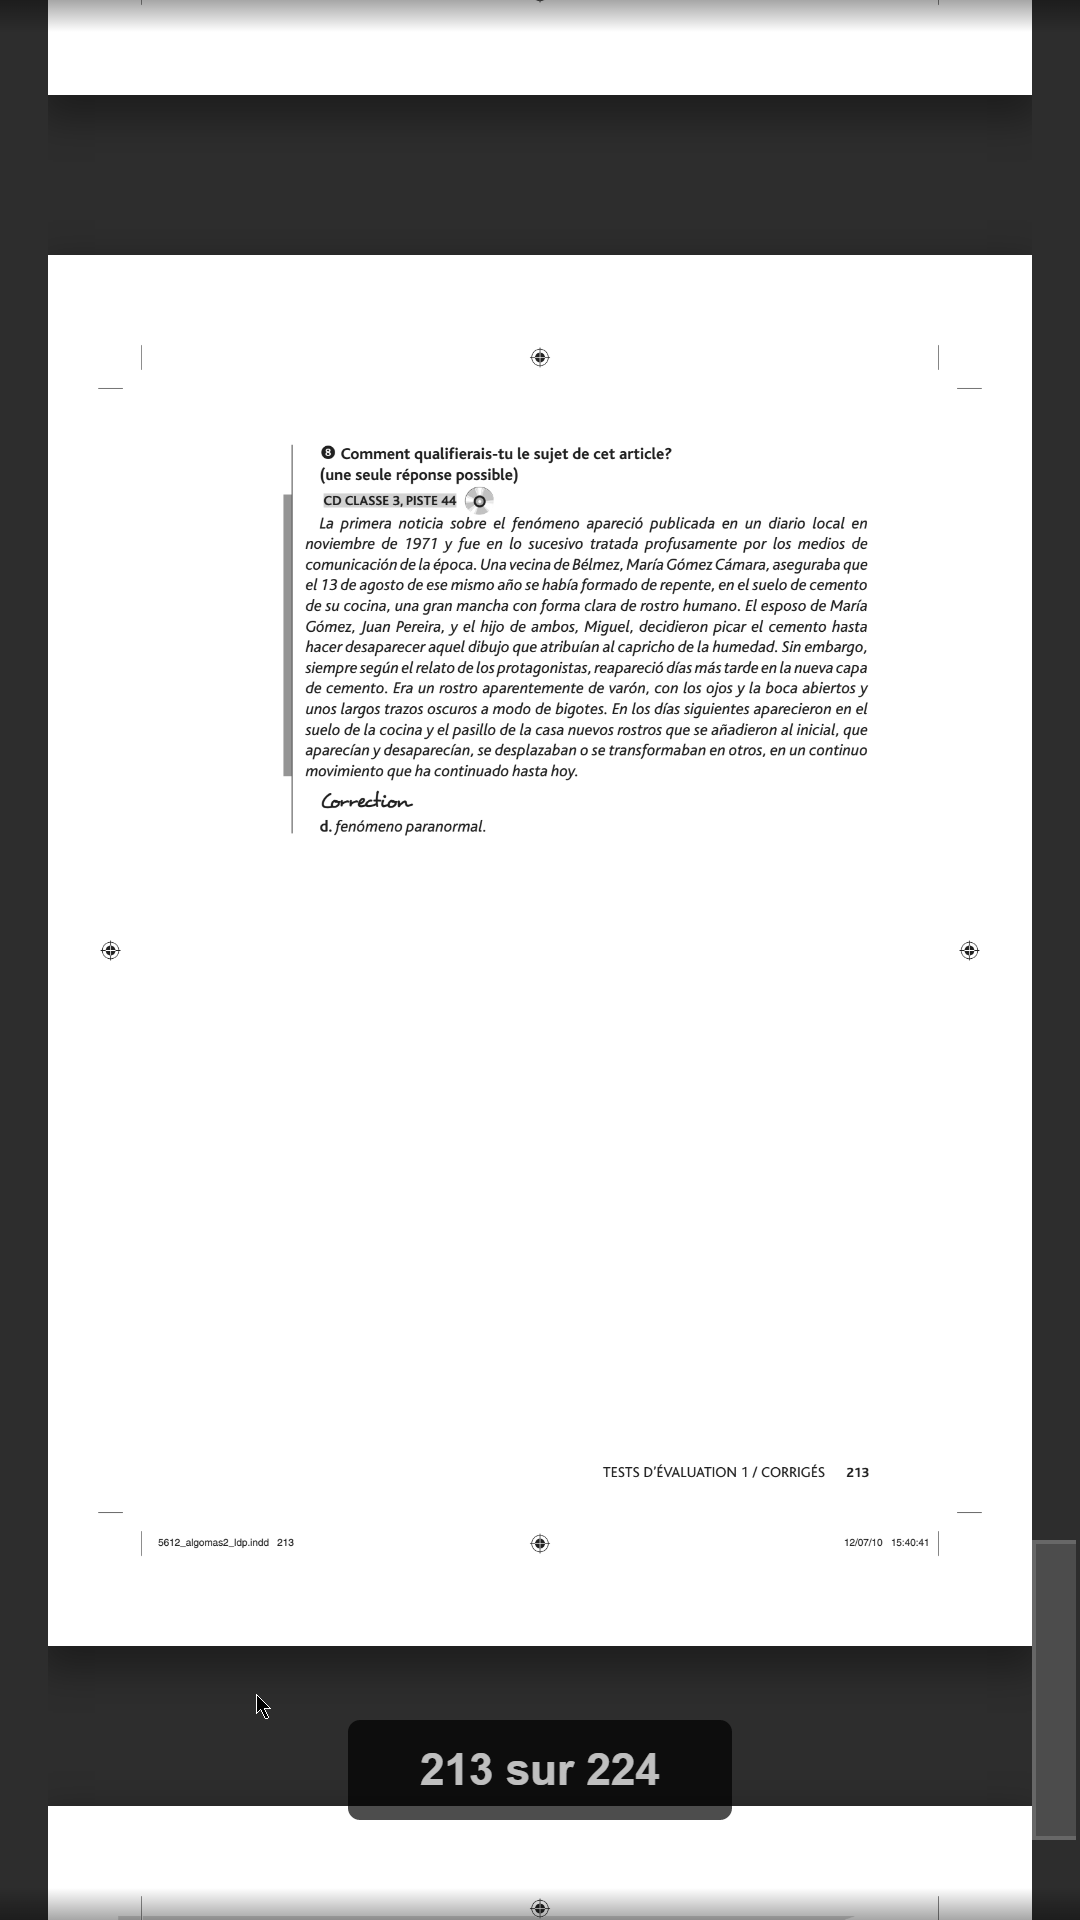 8 Comment qualifierais-tu le sujet de cet article?
(une seule réponse possible)
CD CLASSE 3, PISTE 44
La primera noticia sobre el fenómeno apareció publicada en un diario local en
noviembre de 1971 y fue en lo sucesivo tratada profusamente por los medios de
comunicación de la época. Una vecina de Bélmez, María Gómez Cámara, aseguraba que
el 13 de agosto de ese mismo año se había formado de repente, en el suelo de cemento
de su cocina, una gran mancha con forma clara de rostro humano. El esposo de María
Gómez, Juan Pereira, y el hijo de ambos, Miguel, decidieron picar el cemento hasta
hacer desaparecer aquel dibujo que atribuían al capricho de la humedad. Sin embargo,
siempre según el relato de los protagonistas, reapareció días más tarde en la nueva capa
de cemento. Era un rostro aparentemente de varón, con los ojos y la boca abiertos y
unos largos trazos oscuros a modo de bigotes. En los días siguientes aparecieron en el
suelo de la cocina y el pasillo de la casa nuevos rostros que se añadieron al inicial, que
aparecían y desaparecían, se desplazaban o se transformaban en otros, en un continuo
movimiento que ha continuado hasta hoy.
Correction
d. fenómeno paranormal.
TESTS D'ÉVALUATION 1 / CORRIGÉS 213
5612_algomas2_ldp.indd 213
12/07/10 15:40:41
213 sur 224